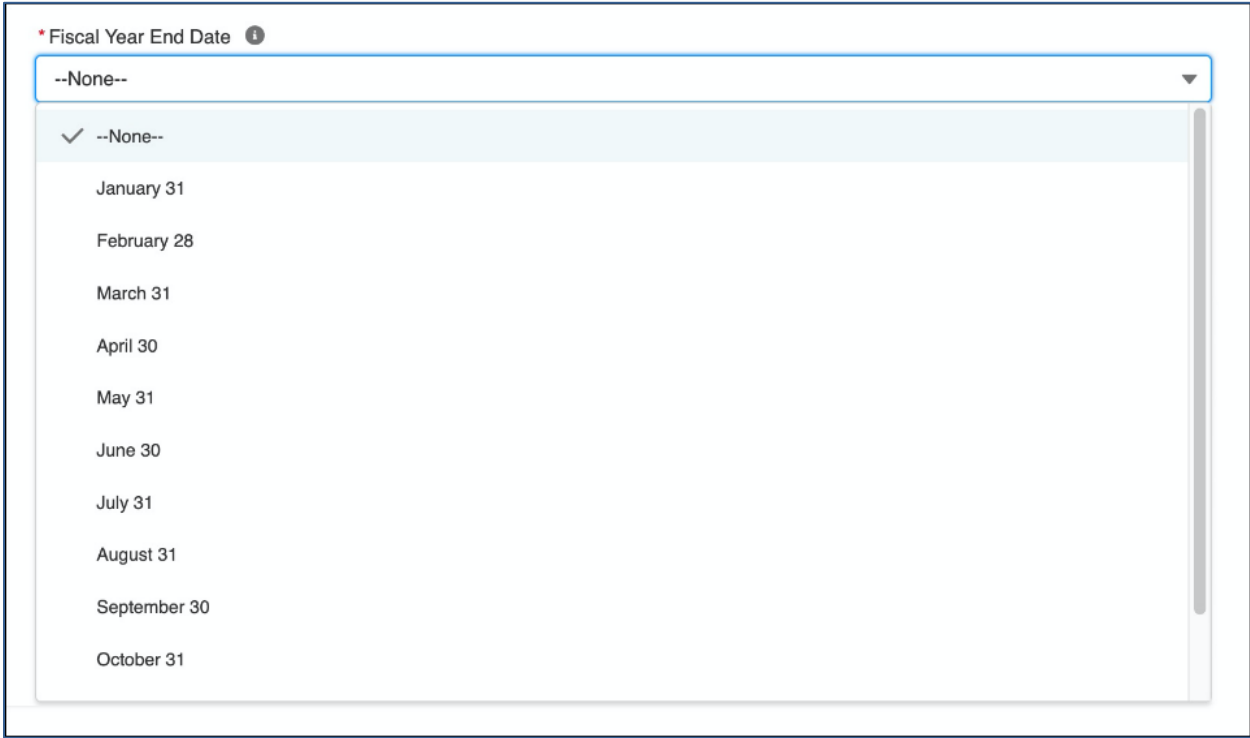 *Fiscal Year End Date
--None--
--None--
January 31
February 28
March 31
April 30
May 31
June 30
July 31
August 31
September 30
October 31